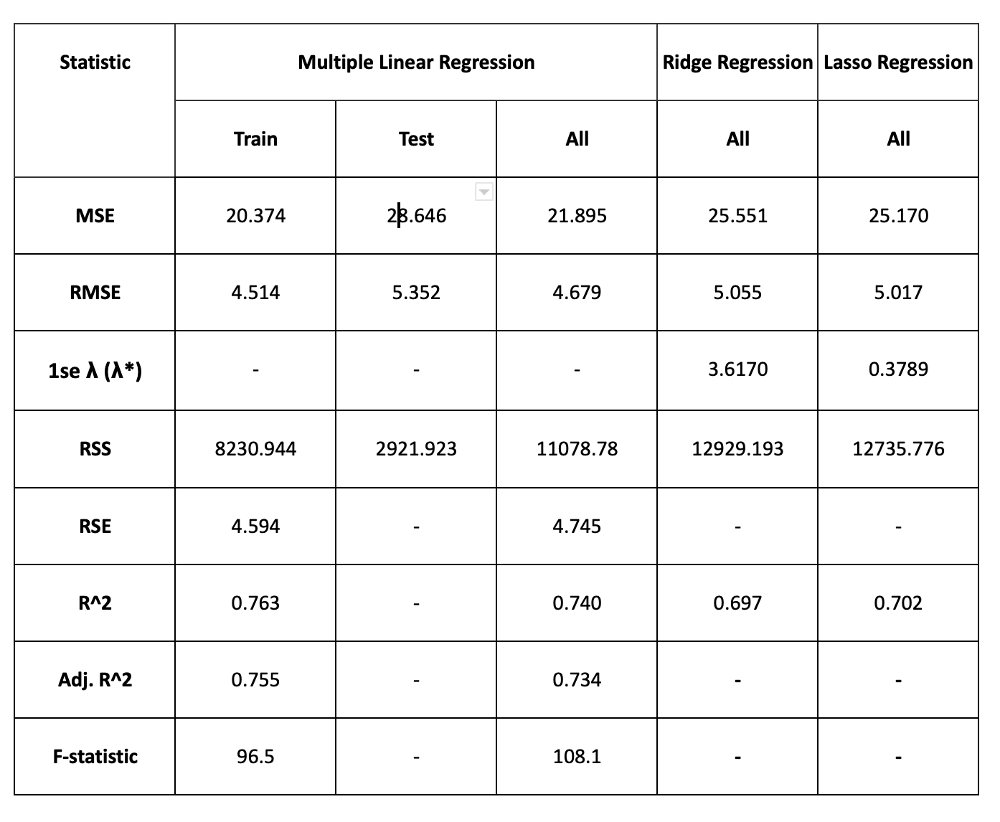 Statistic Multiple Linear Regression Ridge Regression Lasso Regression
Train Test All All All
MSE 20.374 28.646 21.895 25.551 25.170
RMSE 4.514 5.352 4.679 5.055 5.017
1se λ (λ*) - - - 3.6170 0.3789
RSS 8230.944 2921.923 11078.78 12929.193 12735.776
RSE 4.594 - 4.745 - -
R^2 0.763 - 0.740 0.697 0.702
Adj. R^2 0.755 - 0.734 - -
F-statistic 96.5 - 108.1 - -